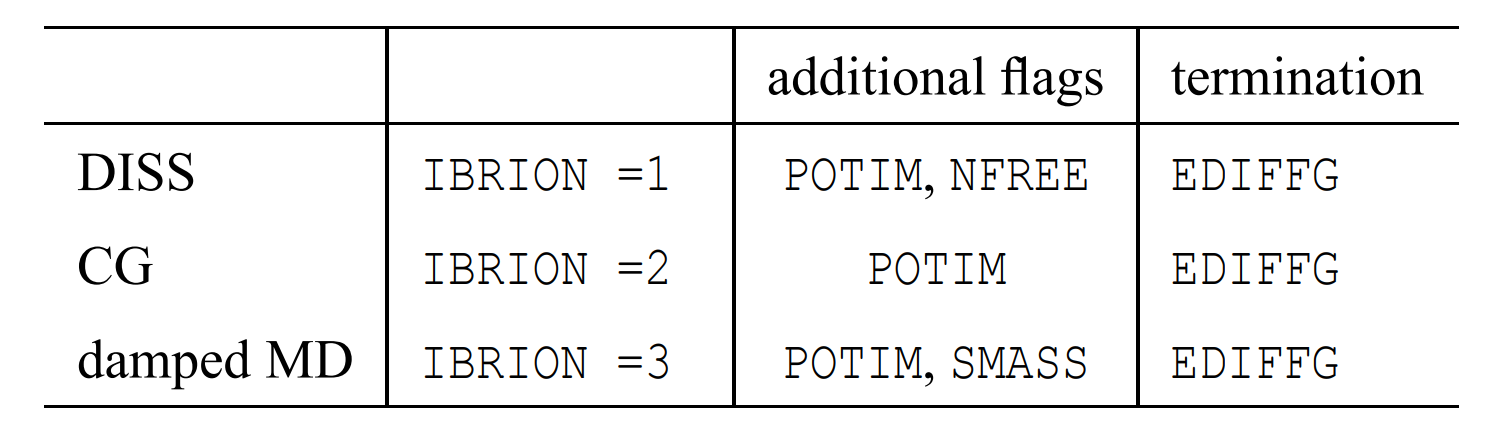 additional flags termination
DISS IBRION =1 POTIM, NFREE EDIFFG
CG IBRION =2 POTIM EDIFFG
damped MD IBRION =3 POTIM, SMASS EDIFFG